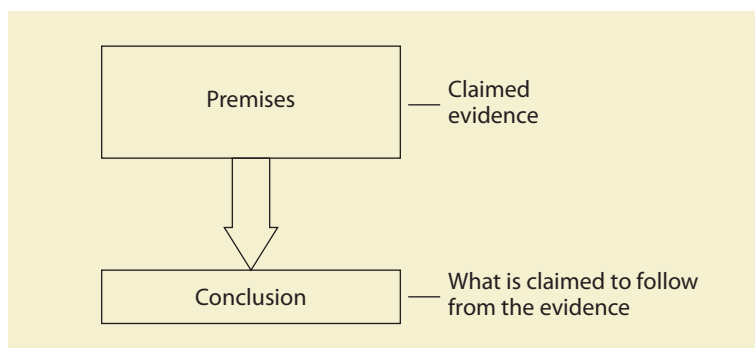 Premises
Claimed
evidence
Conclusion
What is claimed to follow
from the evidence